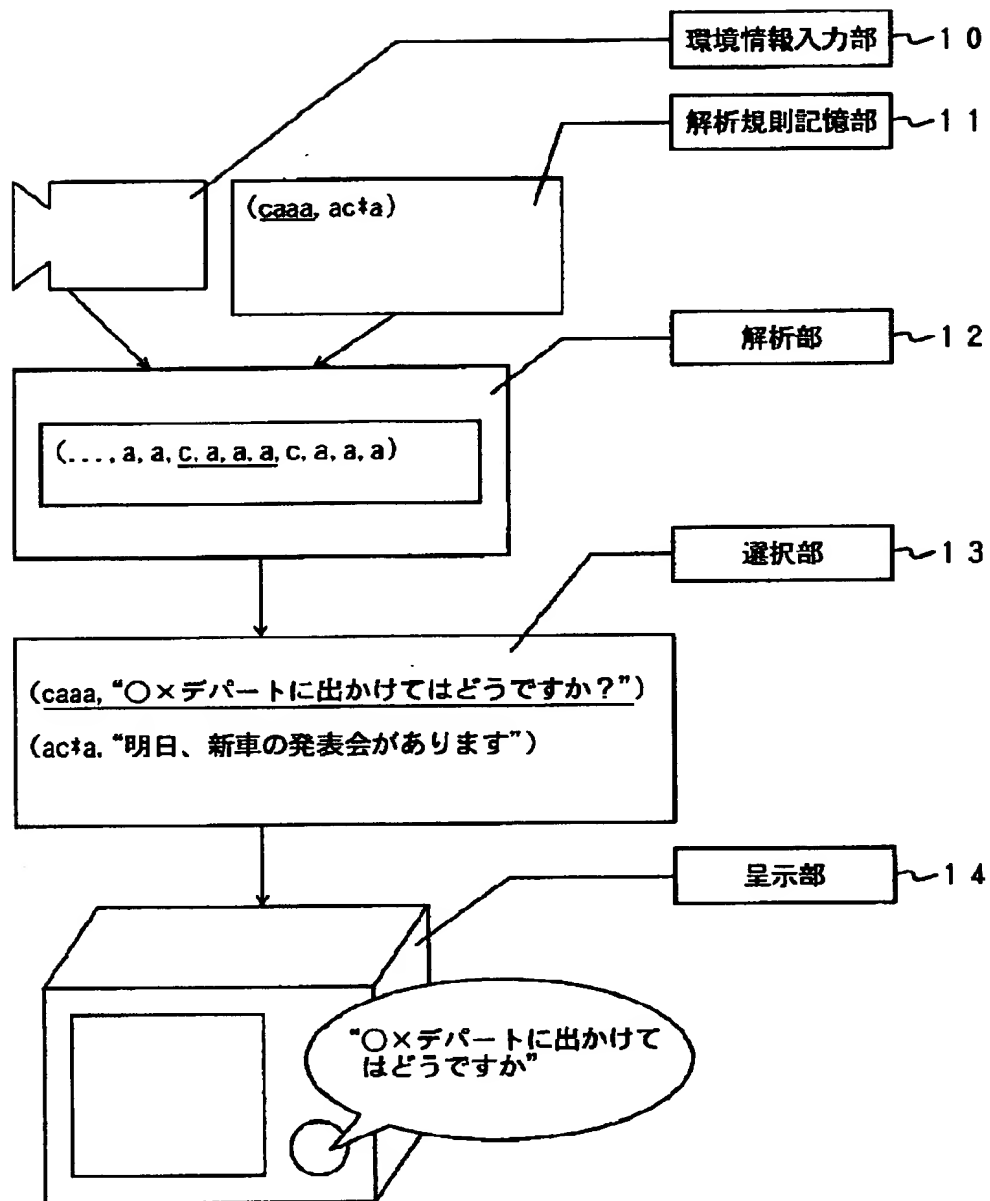 環境情報入力部 10
解析規則記憶部 11
(caaa, ac*a)
解析部 12
(..., a, a, c, a, a, a, c, a, a, a)
選択部 13
(caaa, “○×デパートに出かけてはどうですか？”)
(ac*a, “明日、新車の発表会があります”)
呈示部 14
“○×デパートに出かけて
はどうですか”